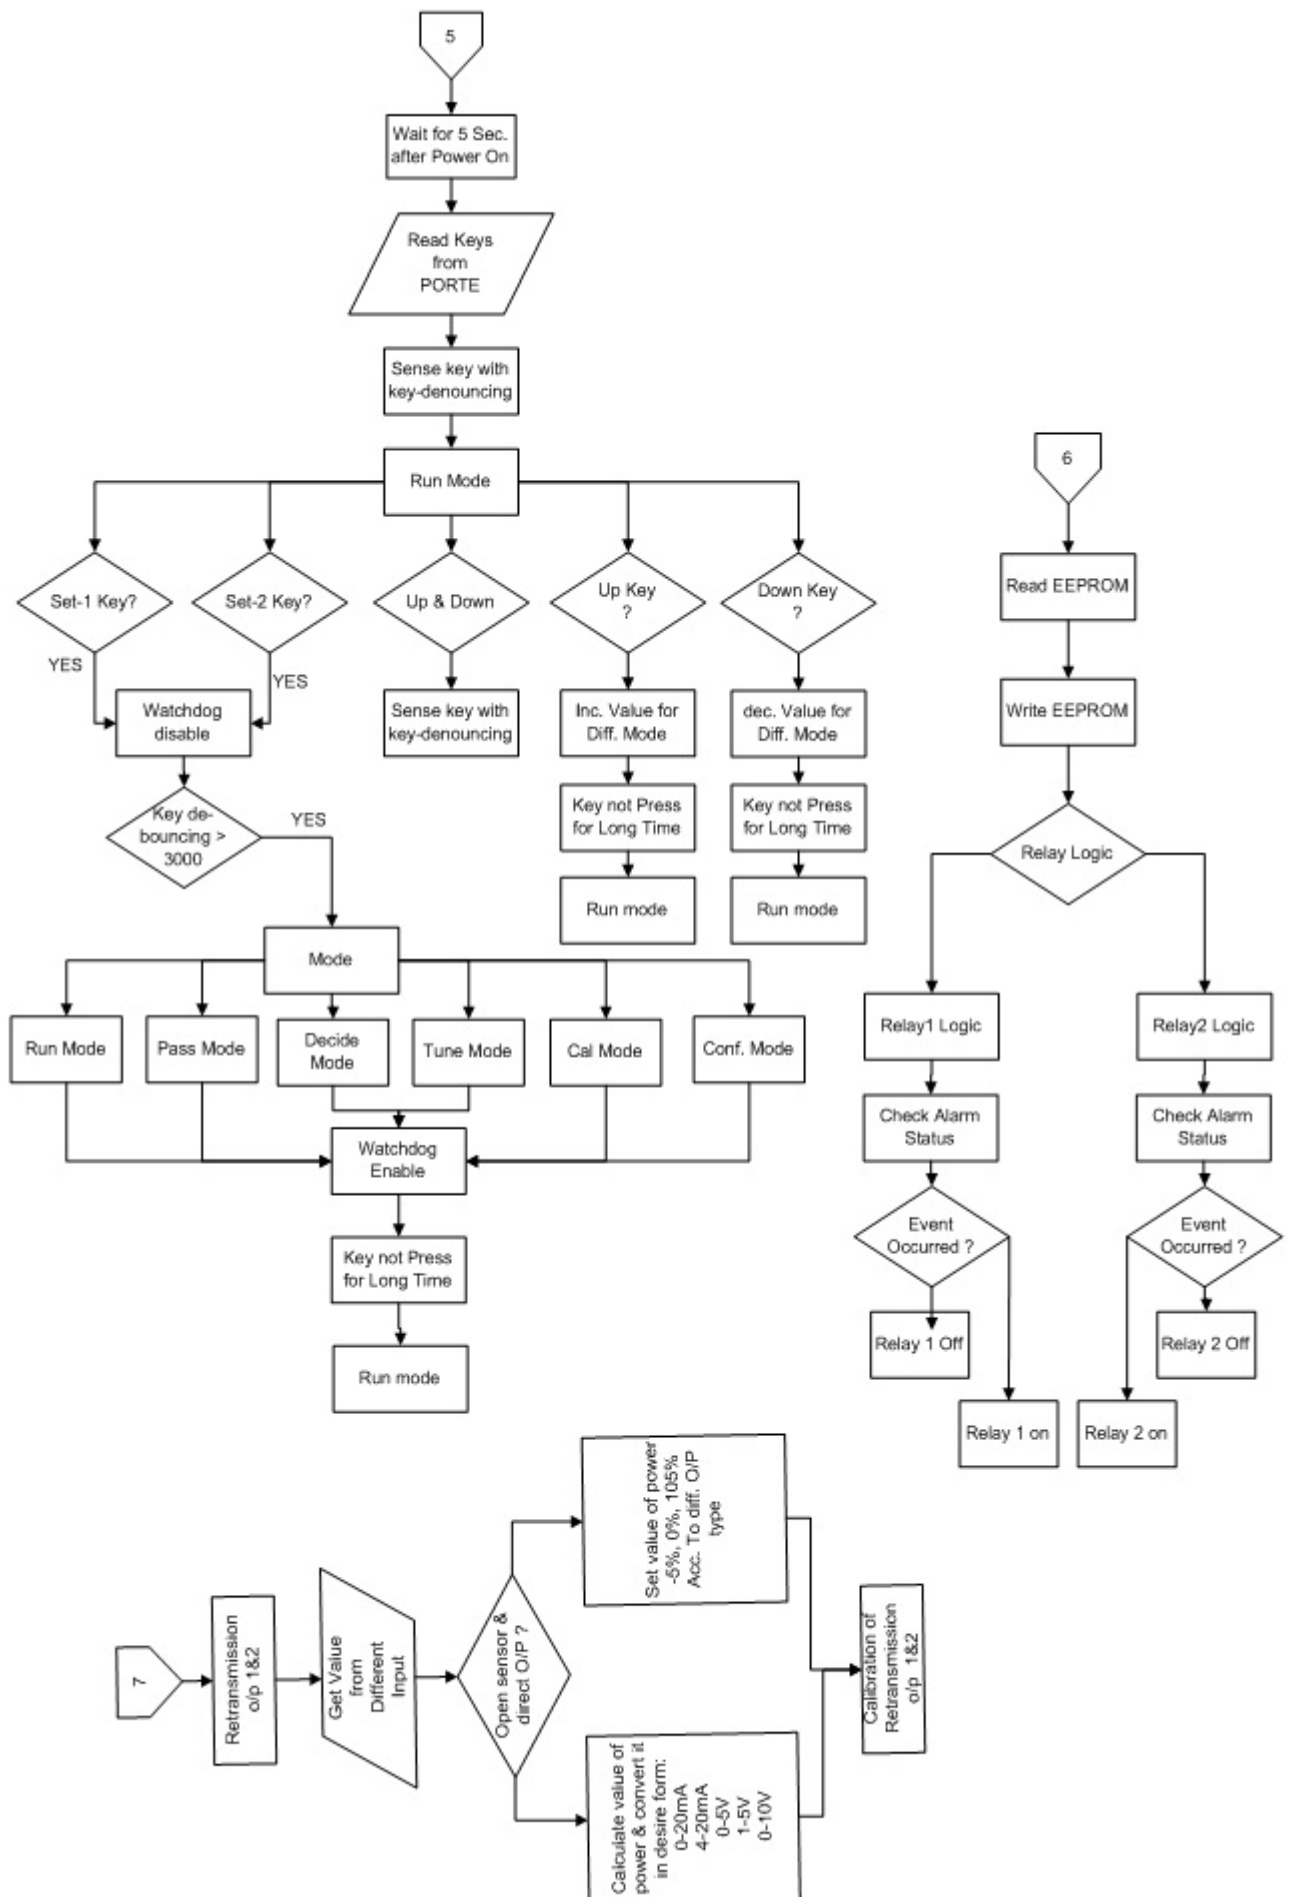 5
Wait for 5 Sec.
after Power On
Read Keys
from
PORTE
Sense key with
key-denouncing
Run Mode
Set-1 Key?
Set-2 Key?
Up & Down
Up Key
?
Down Key
?
YES
YES
Watchdog
disable
Sense key with
key-denouncing
Inc. Value for
Diff. Mode
dec. Value for
Diff. Mode
Key de-
bouncing >
3000
YES
Key not Press
for Long Time
Key not Press
for Long Time
Run mode
Run mode
Mode
Run Mode
Pass Mode
Decide
Mode
Tune Mode
Cal Mode
Conf. Mode
Watchdog
Enable
Key not Press
for Long Time
Run mode
6
Read EEPROM
Write EEPROM
Relay Logic
Relay1 Logic
Relay2 Logic
Check Alarm
Status
Check Alarm
Status
Event
Occurred ?
Event
Occurred ?
Relay 1 Off
Relay 2 Off
Relay 1 on
Relay 2 on
7
Retransmission
o/p 1&2
Get Value
from
Different
Input
Open sensor &
direct O/P ?
Set value of power
-5%, 0%, 105%
Acc. To diff. O/P
type
Calculate value of
power & convert it
in desire form:
0-20mA
4-20mA
0-5V
1-5V
0-10V
Calibration of
Retransmission
o/p 1&2